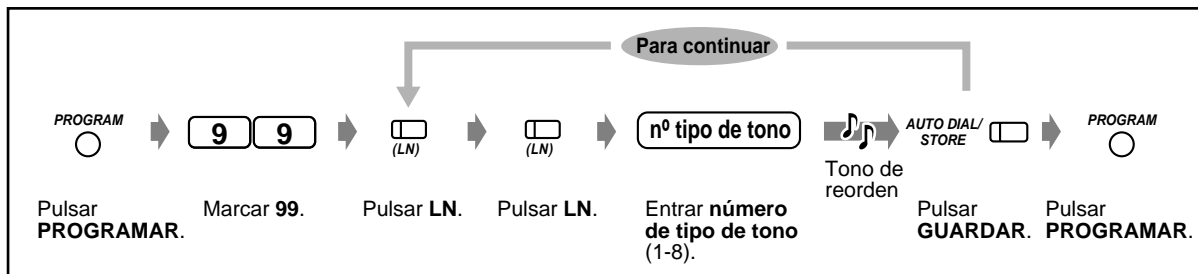 Para continuar
PROGRAM
9 9
(LN)
(LN)
nº tipo de tono
AUTO DIAL/
STORE
PROGRAM
Tono de
reorden
Pulsar
PROGRAMAR.
Marcar 99.
Pulsar LN.
Pulsar LN.
Entrar número
de tipo de tono
(1-8).
Pulsar
GUARDAR.
Pulsar
PROGRAMAR.